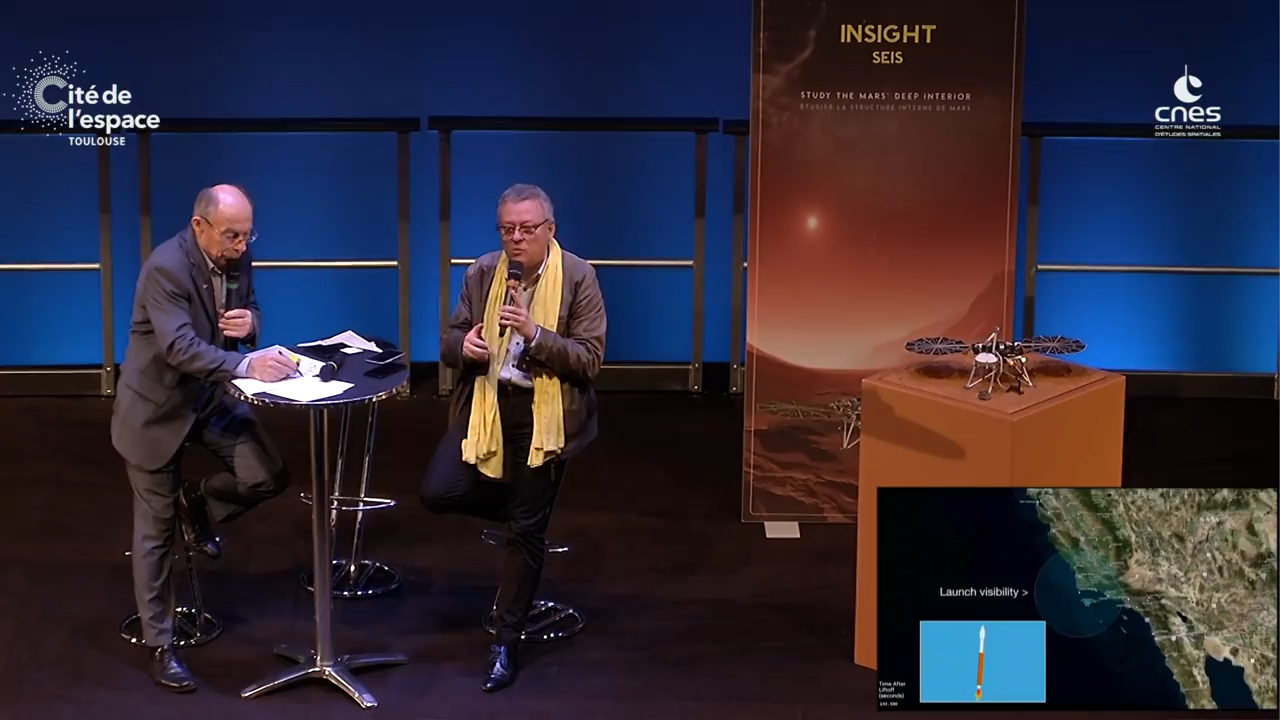 Cité de
l'espace
TOULOUSE
INSIGHT
SEIS
STUDY THE MARS' DEEP INTERIOR
ÉTUDIER LA STRUCTURE INTERNE DE MARS
cnes
CENTRE NATIONAL
D'ÉTUDES SPATIALES
Launch visibility >
Time After
Liftoff
(seconds)